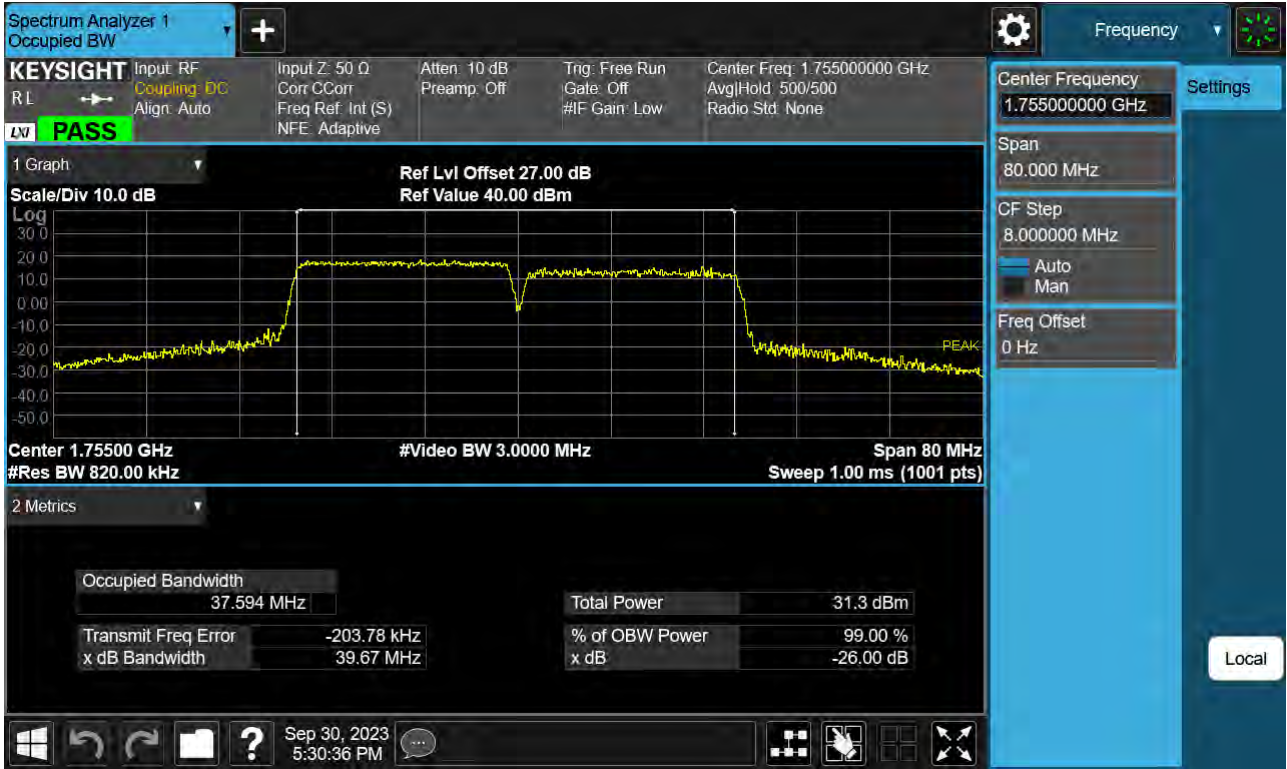 Spectrum Analyzer 1
Occupied BW
Frequency
KEYSIGHT
R L
LXI
PASS
Input: RF
Coupling: DC
Align: Auto
Input Z: 50 Ω
Corr CCorr
Freq Ref: Int (S)
NFE: Adaptive
Atten: 10 dB
Preamp: Off
Trig: Free Run
Gate: Off
#IF Gain: Low
Center Freq: 1.755000000 GHz
Avg|Hold: 500/500
Radio Std: None
1 Graph
Scale/Div 10.0 dB
Ref Lvl Offset 27.00 dB
Ref Value 40.00 dBm
Log
30.0
20.0
10.0
0.00
-10.0
-20.0
-30.0
-40.0
-50.0
PEAK
Center 1.75500 GHz
#Video BW 3.0000 MHz
Span 80 MHz
#Res BW 820.00 kHz
Sweep 1.00 ms (1001 pts)
2 Metrics
Occupied Bandwidth
37.594 MHz
Total Power 31.3 dBm
Transmit Freq Error -203.78 kHz
% of OBW Power 99.00 %
x dB Bandwidth 39.67 MHz
x dB -26.00 dB
Center Frequency
1.755000000 GHz
Settings
Span
80.000 MHz
CF Step
8.000000 MHz
Auto
Man
Freq Offset
0 Hz
Local
?
Sep 30, 2023
5:30:36 PM